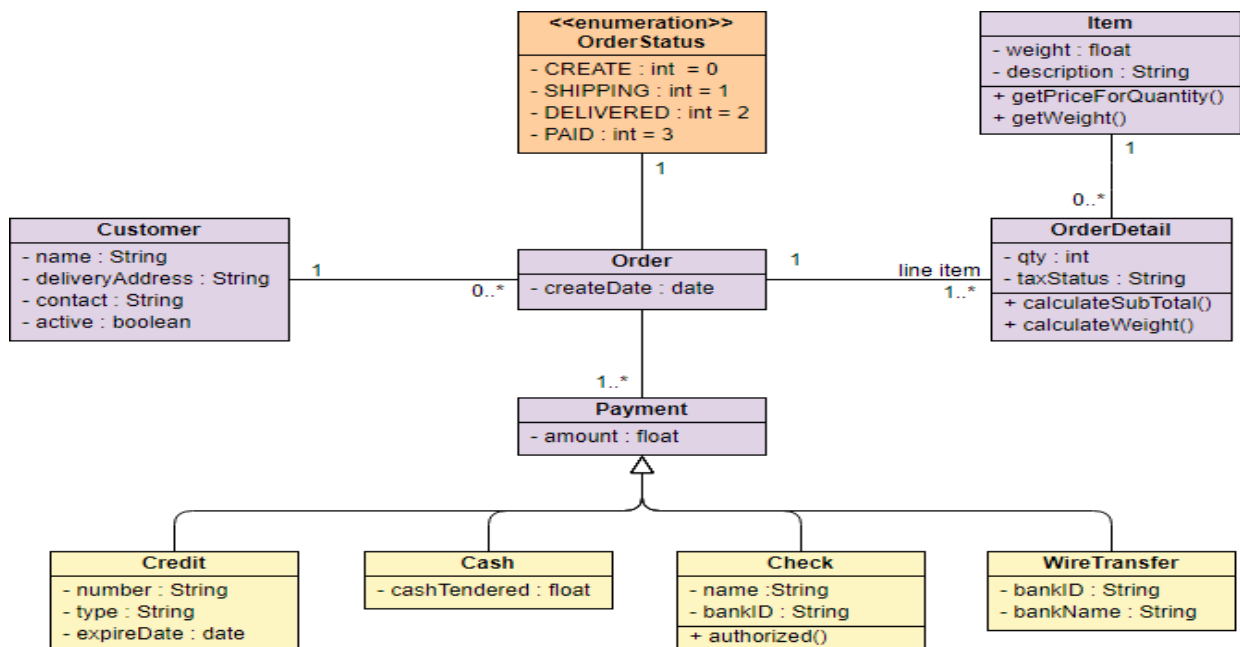 <<enumeration>>
OrderStatus
- CREATE : int  = 0
- SHIPPING : int = 1
- DELIVERED : int = 2
- PAID : int = 3
1
Item
- weight : float
- description : String
+ getPriceForQuantity()
+ getWeight()
1
0..*
Customer
- name : String
- deliveryAddress : String
- contact : String
- active : boolean
1
0..*
Order
- createDate : date
1
line item
1..*
OrderDetail
- qty : int
- taxStatus : String
+ calculateSubTotal()
+ calculateWeight()
1..*
Payment
- amount : float
Credit
- number : String
- type : String
- expireDate : date
Cash
- cashTendered : float
Check
- name :String
- bankID : String
+ authorized()
WireTransfer
- bankID : String
- bankName : String